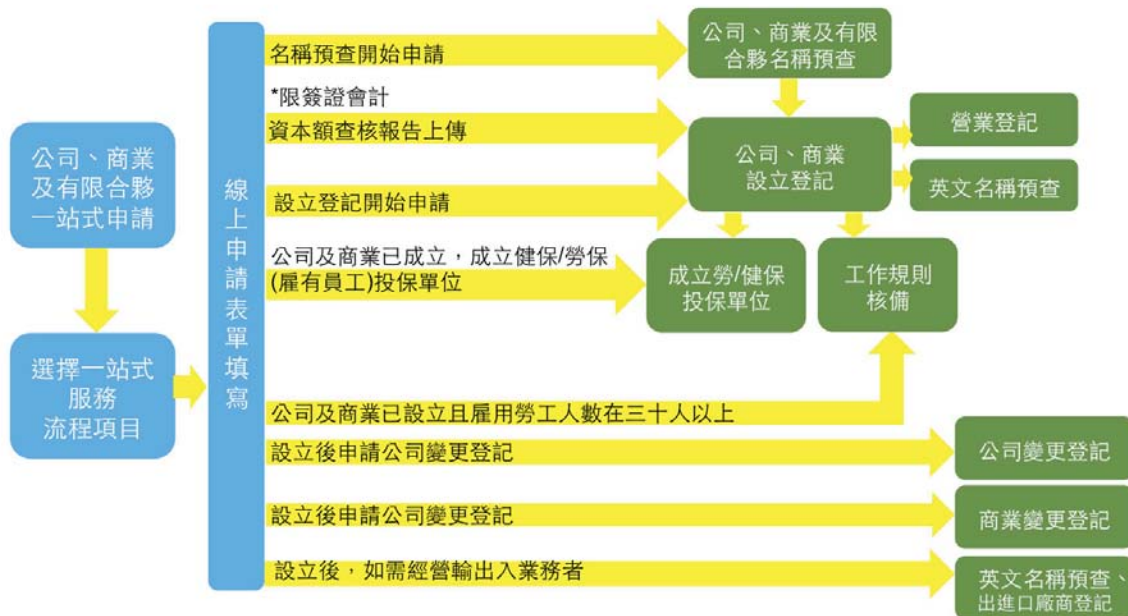 公司、商業
及有限合夥
一站式申請
選擇一站式
服務
流程項目
線上申請表單填寫
名稱預查開始申請
*限簽證會計
資本額查核報告上傳
設立登記開始申請
公司及商業已成立，成立健保/勞保
(雇有員工)投保單位
公司及商業已設立且雇用勞工人數在三十人以上
設立後申請公司變更登記
設立後申請公司變更登記
設立後，如需經營輸出入業務者
公司、商業及有限
合夥名稱預查
公司、商業
設立登記
營業登記
英文名稱預查
成立勞/健保
投保單位
工作規則
核備
公司變更登記
商業變更登記
英文名稱預查、
出進口廠商登記